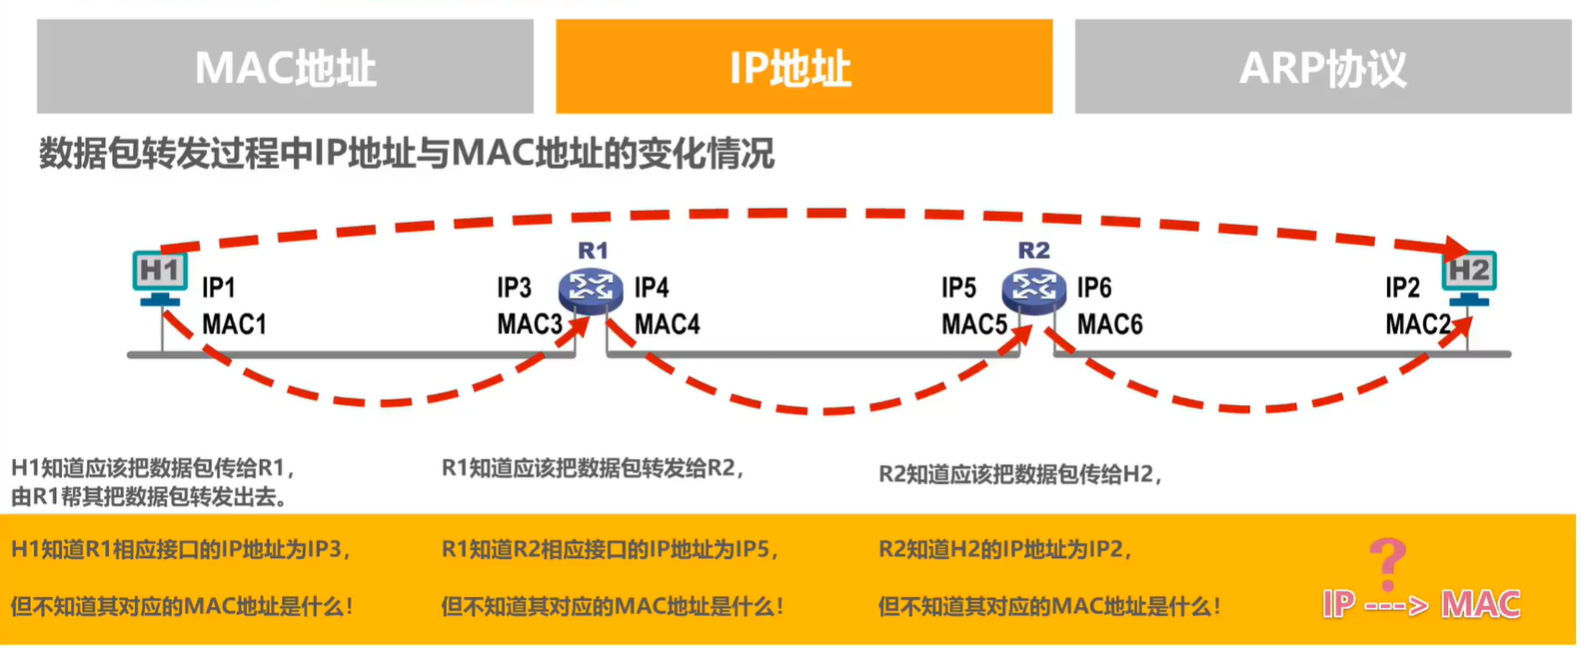 MAC地址
IP地址
ARP协议
数据包转发过程中IP地址与MAC地址的变化情况
R1
R2
H1
H2
IP1
IP3
IP4
IP5
IP6
IP2
MAC1
MAC3
MAC4
MAC5
MAC6
MAC2
H1知道应该把数据包传给R1，
由R1帮其把数据包转发出去。
R1知道应该把数据包转发给R2，
R2知道应该把数据包传给H2，
H1知道R1相应接口的IP地址为IP3，
但不知道其对应的MAC地址是什么！
R1知道R2相应接口的IP地址为IP5，
但不知道其对应的MAC地址是什么！
R2知道H2的IP地址为IP2，
但不知道其对应的MAC地址是什么！
?
IP ---> MAC